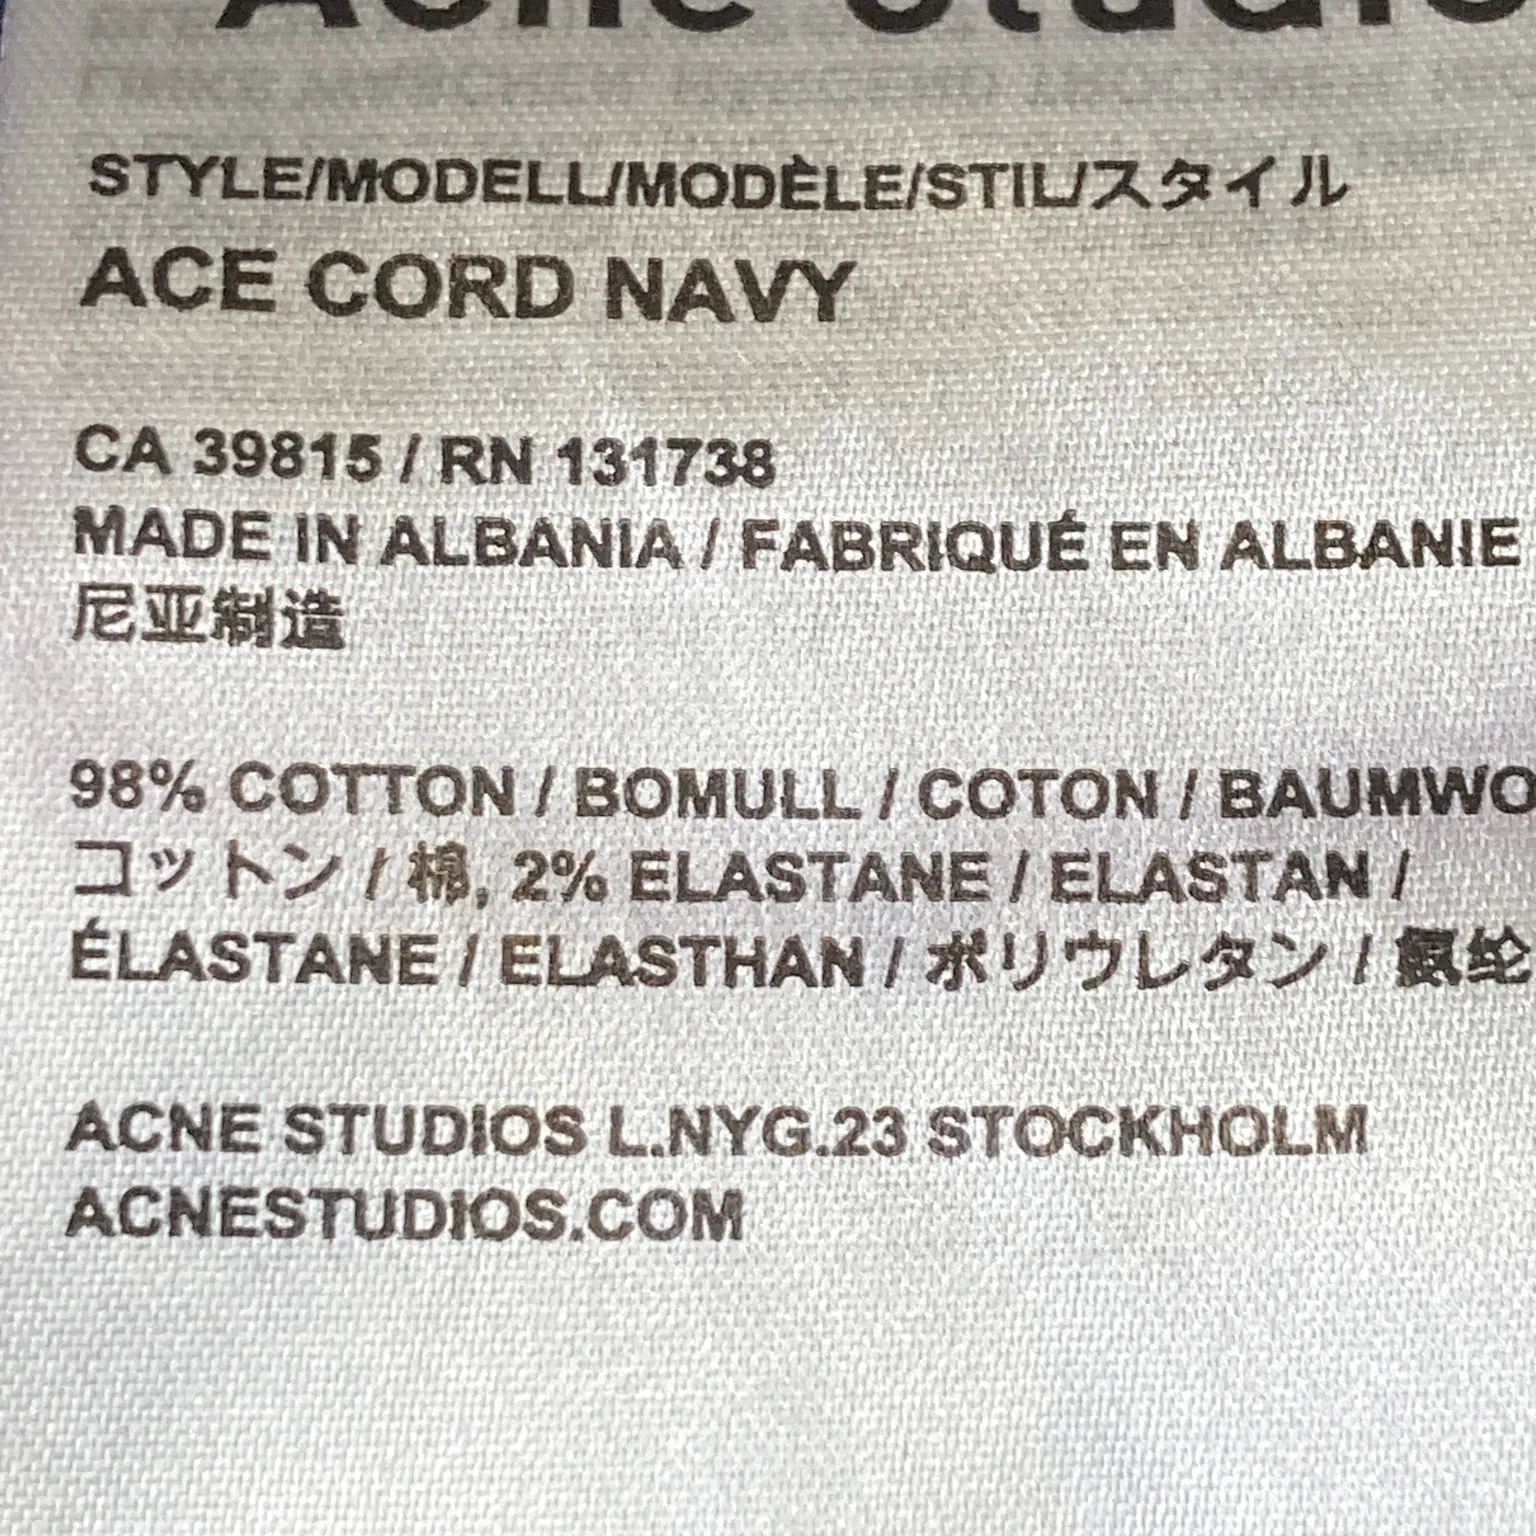 Acne Studio
STYLE/MODELL/MODÈLE/STIL/スタイル
ACE CORD NAVY
CA 39815 / RN 131738
MADE IN ALBANIA / FABRIQUÉ EN ALBANIE
尼亚制造
98% COTTON / BOMULL / COTON / BAUMWO
コットン / 棉, 2% ELASTANE / ELASTAN /
ÉLASTANE / ELASTHAN / ポリウレタン / 氨纶
ACNE STUDIOS L.NYG.23 STOCKHOLM
ACNESTUDIOS.COM